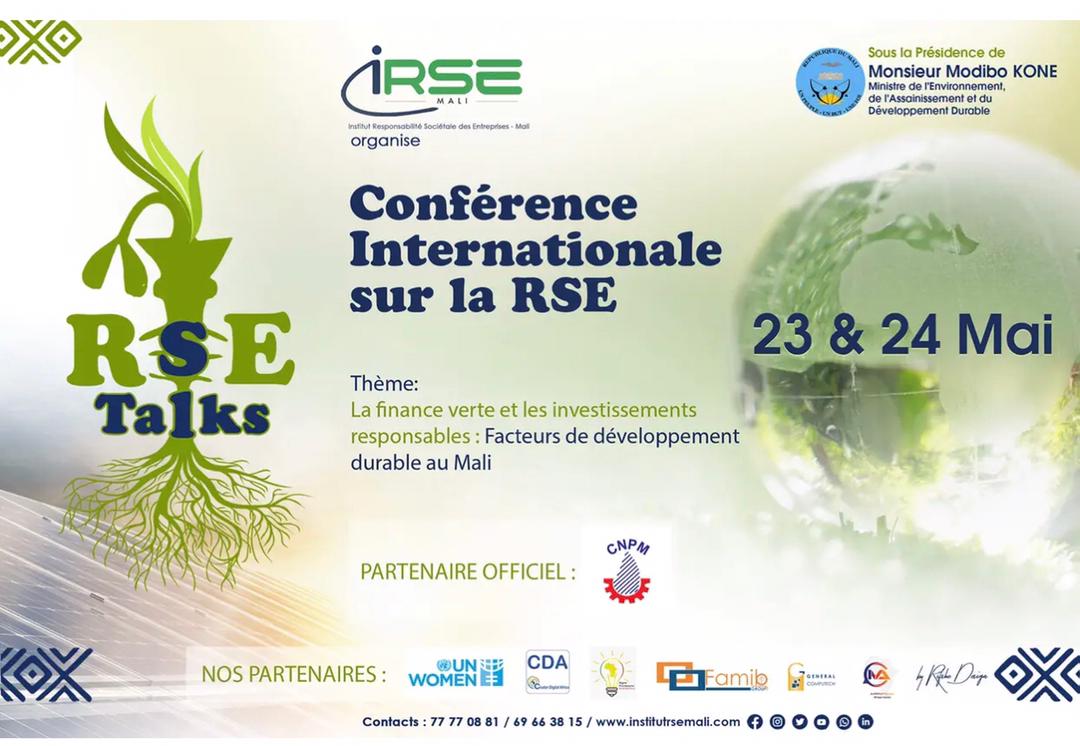 iRSE
MALI
Institut Responsabilité Sociétale des Entreprises - Mali
organise
REPUBLIQUE DU MALI
UN PEUPLE - UN BUT - UNE FOI
Sous la Présidence de
Monsieur Modibo KONE
Ministre de l'Environnement,
de l'Assainissement et du
Développement Durable
Conférence
Internationale
sur la RSE
23 & 24 Mai
RSE
Talks
Thème:
La finance verte et les investissements
responsables : Facteurs de développement
durable au Mali
PARTENAIRE OFFICIEL :
CNPM
NOS PARTENAIRES :
UN
WOMEN
CDA
Famib
GROUP
GENERAL
COMPUTECH
Contacts : 77 77 08 81 / 69 66 38 15 / www.institutrsemali.com